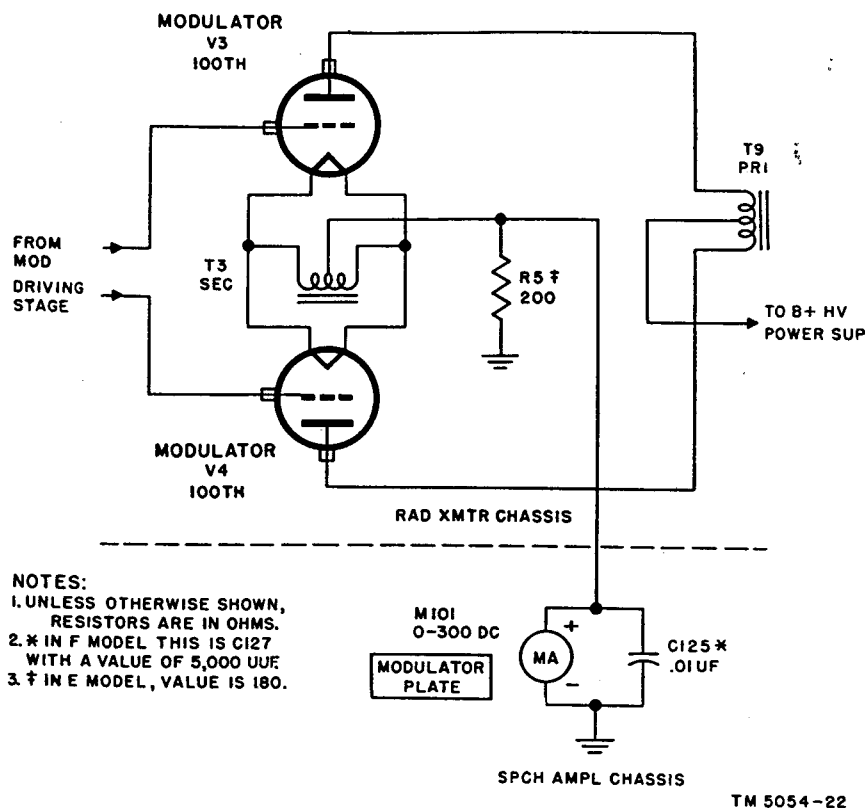 MODULATOR
V3
100TH
T9
PRI
FROM
MOD
DRIVING
STAGE
T3
SEC
R5 ‡
200
TO B+ HV
POWER SUP
MODULATOR
V4
100TH
RAD XMTR CHASSIS
NOTES:
1. UNLESS OTHERWISE SHOWN,
RESISTORS ARE IN OHMS.
2. * IN F MODEL THIS IS C127
WITH A VALUE OF 5,000 UUF.
3. ‡ IN E MODEL, VALUE IS 180.
M101
0-300 DC
MODULATOR
PLATE
+
MA
-
C125 *
.01 UF
SPCH AMPL CHASSIS
TM 5054-22